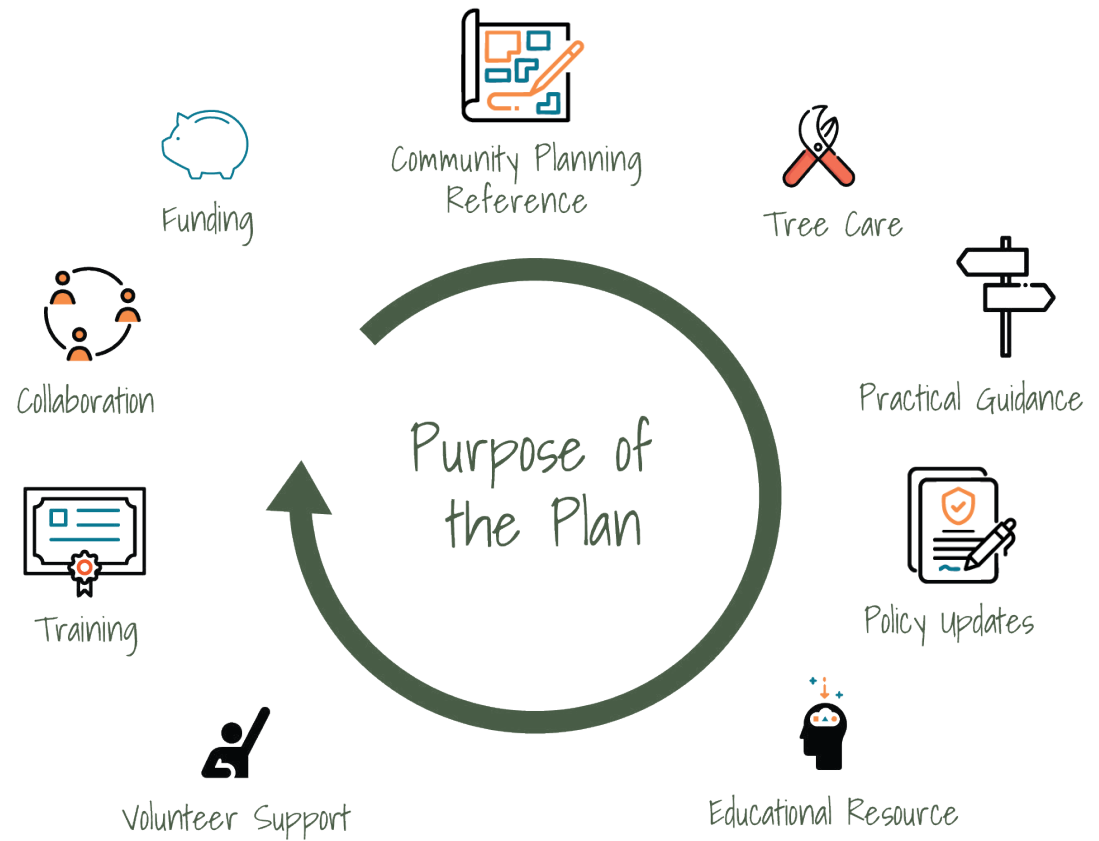 Community Planning
Reference
Funding
Tree Care
Collaboration
Practical Guidance
Purpose of
the Plan
Training
Policy Updates
Volunteer Support
Educational Resource